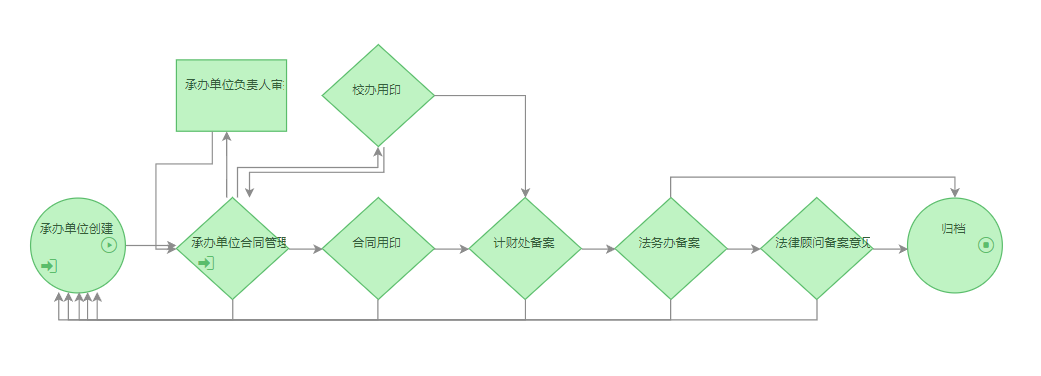 承办单位负责人审
校办用印
承办单位创建
承办单位合同管理
合同用印
计财处备案
法务办备案
法律顾问备案意见
归档